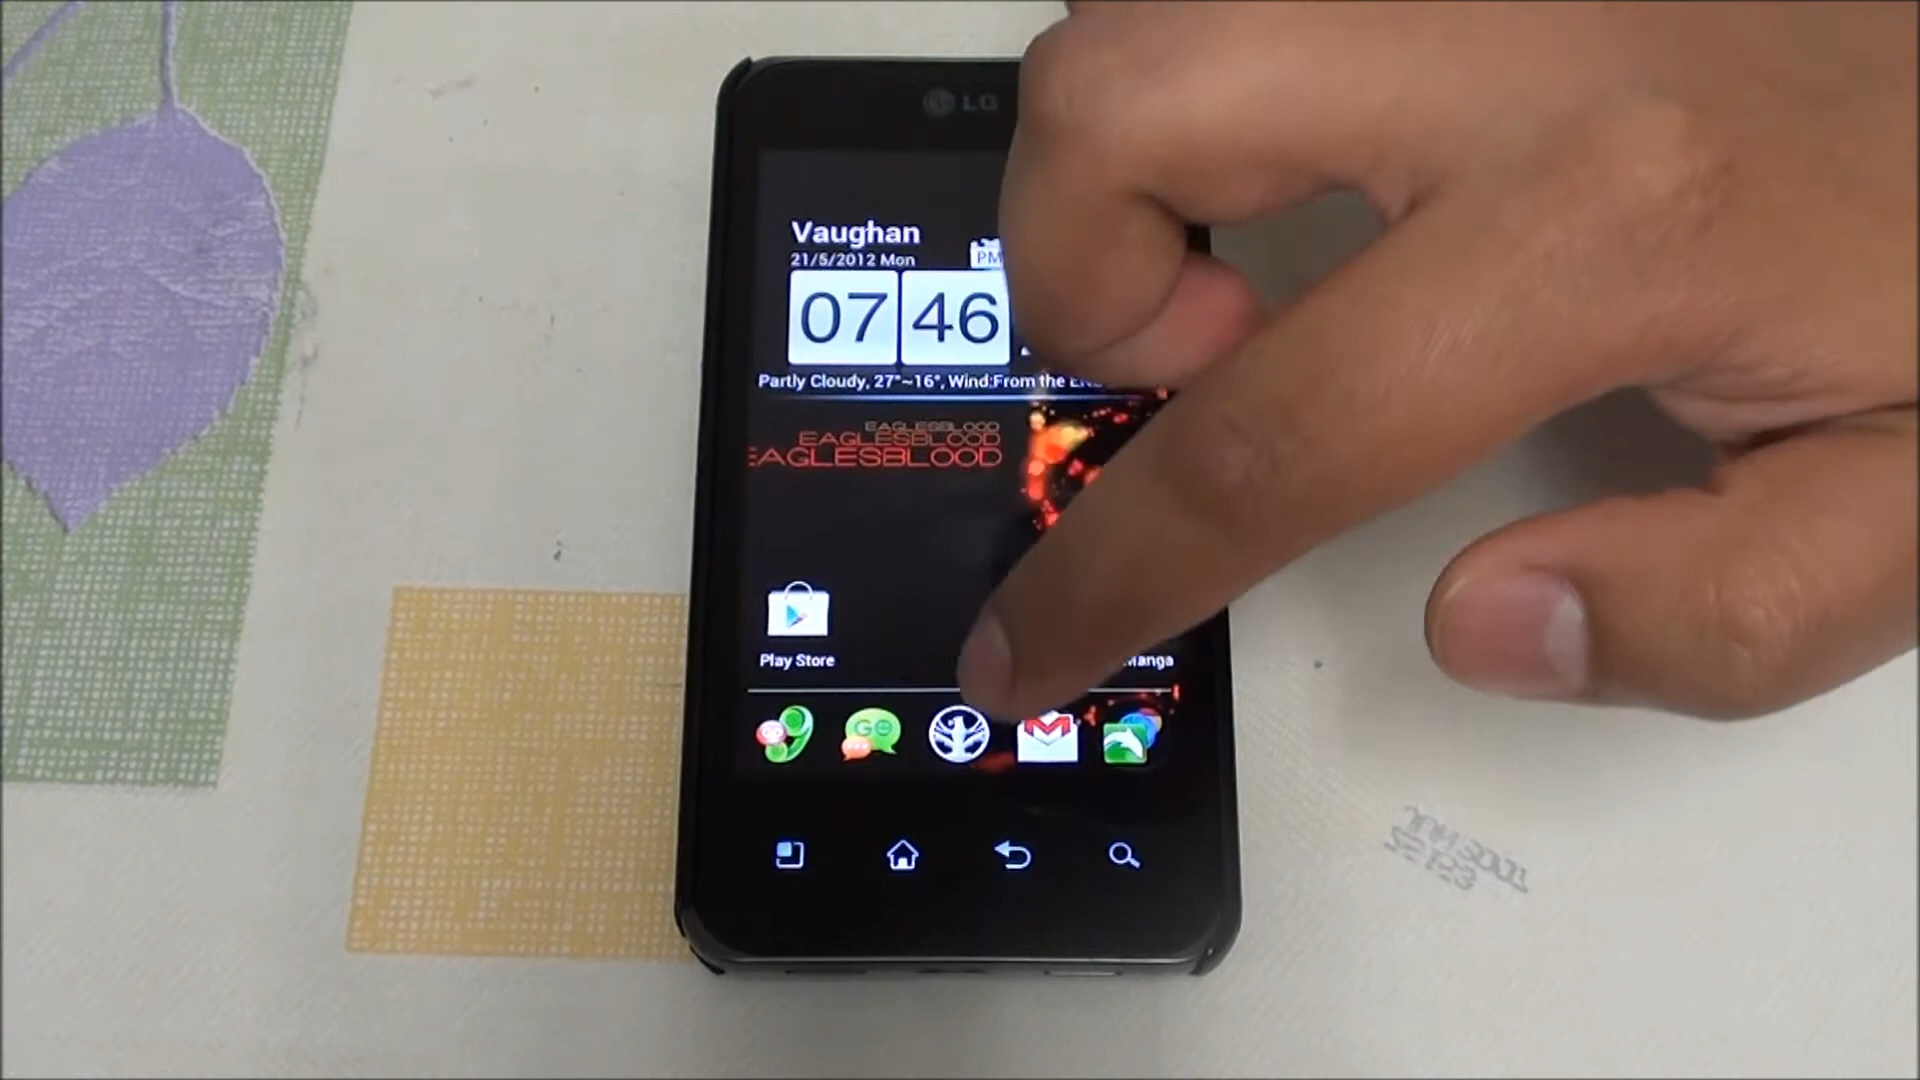 LG
Vaughan
21/5/2012 Mon
PM
07 46
Partly Cloudy, 27°~16°, Wind:From the
EAGLESBLOOD
EAGLESBLOOD
EAGLESBLOOD
Play Store
Manga
GO